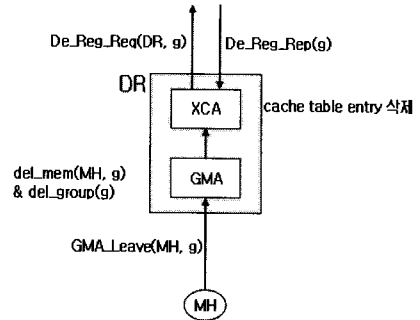 De_Reg_Req(DR, g)
De_Reg_Rep(g)
DR
XCA
cache table entry 삭제
del_mem(MH, g)
& del_group(g)
GMA
GMA_Leave(MH, g)
MH